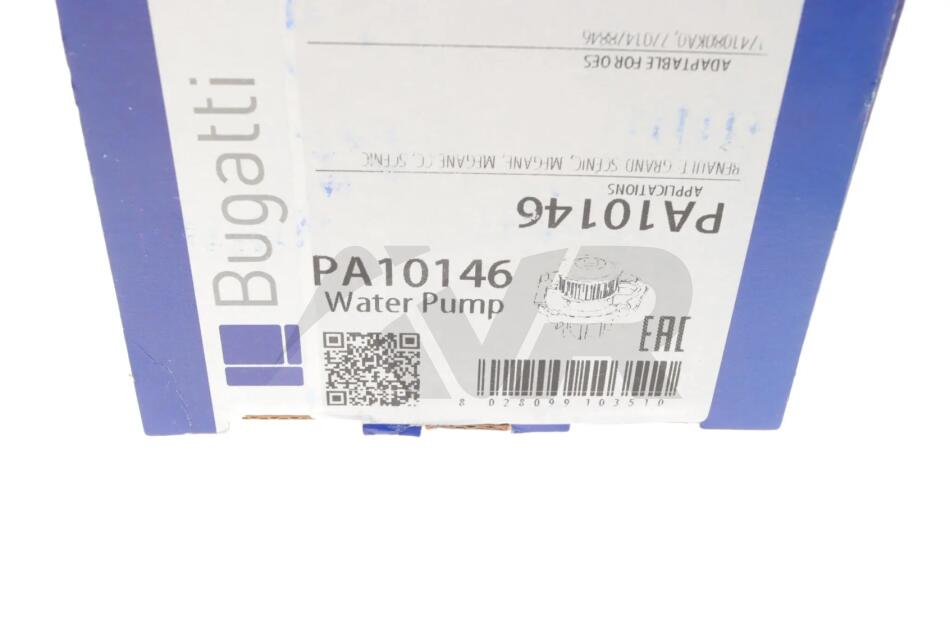 Bugatti
ADAPTABLE FOR OES
RENAULT: GRAND SCENIC, MEGANE, MEGANE CC, SCENIC
APPLICATIONS
PA10146
PA10146
Water Pump
EAC
8 028099 103510
AVR